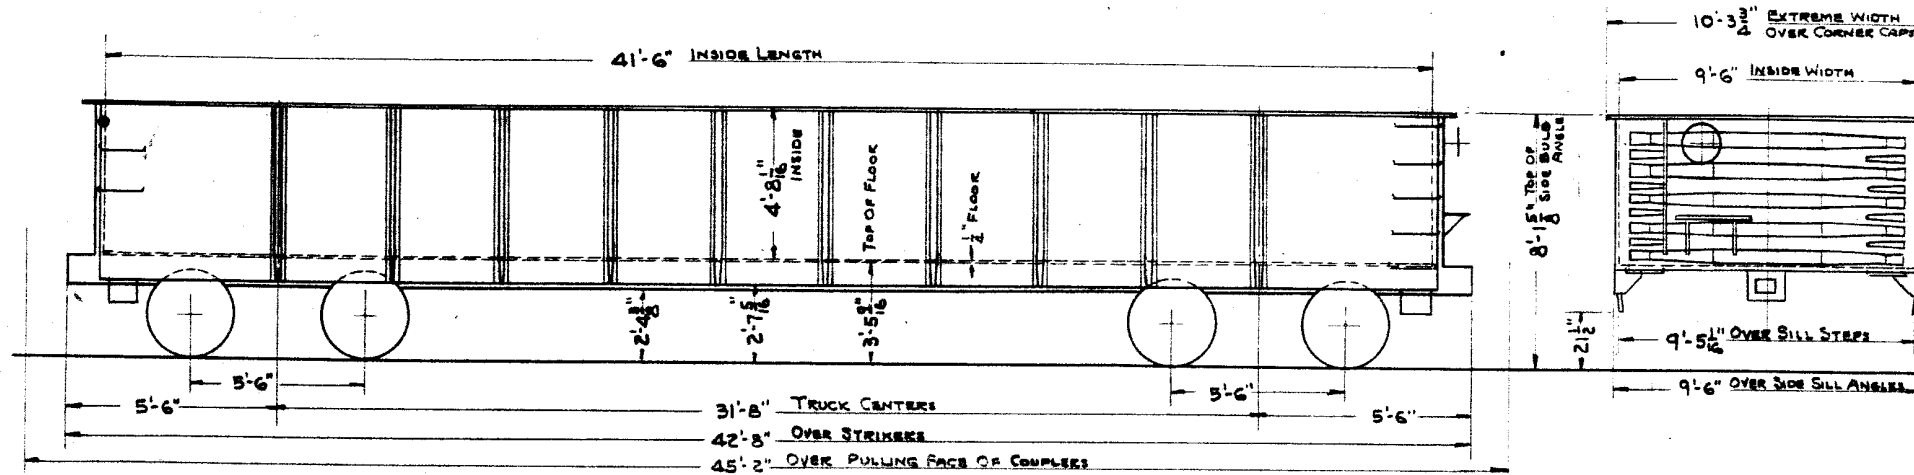 10'-3 3/4" EXTREME WIDTH
OVER CORNER CAPS
41'-6" INSIDE LENGTH
9'-6" INSIDE WIDTH
4'-8 1/16"
INSIDE
TOP OF FLOOR
1/4" FLOOR
8'-1 5/8" TOP OF
SIDE BULB
ANGLE
2'-4 3/8"
2'-7 5/16"
3'-5 9/16"
21 1/2"
9'-5 1/16" OVER SILL STEPS
5'-6"
5'-6"
9'-6" OVER SIDE SILL ANGLES
5'-6"
31'-8" TRUCK CENTERS
5'-6"
42'-8" OVER STRIKERS
45'-2" OVER PULLING FACE OF COUPLERS